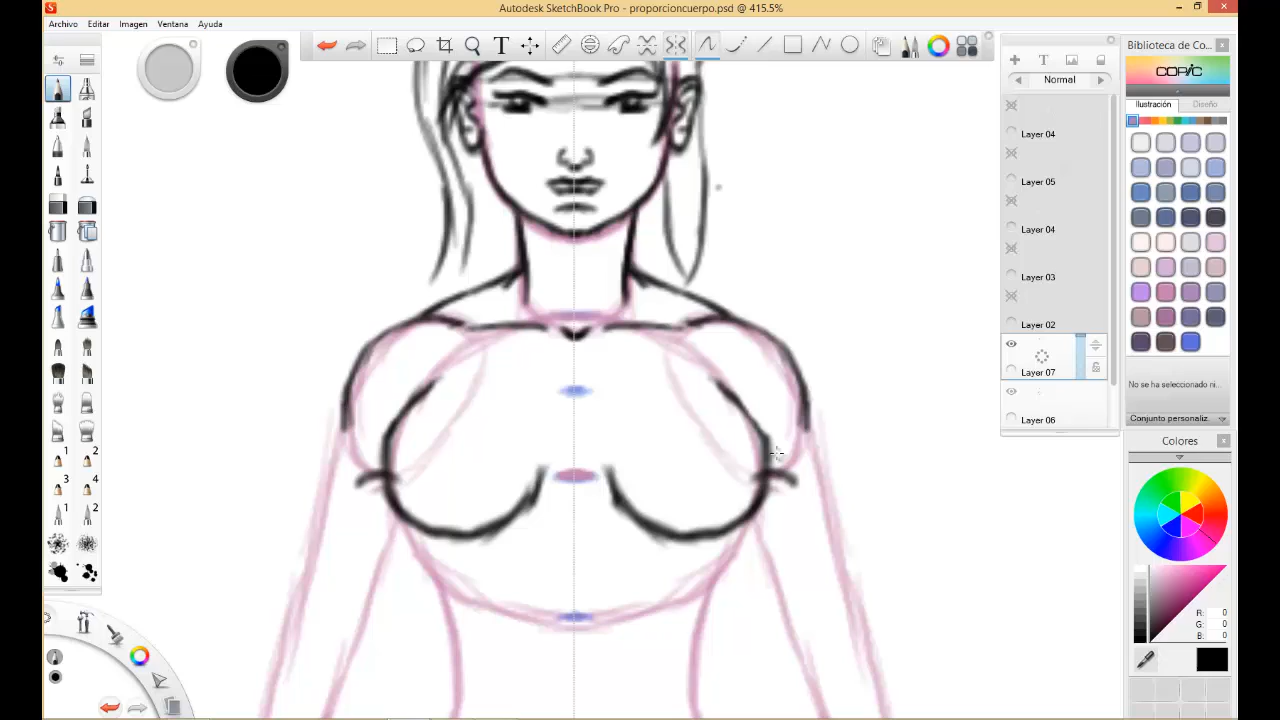 Autodesk SketchBook Pro - proporcioncuerpo.psd @ 415.5%
Archivo Editar Imagen Ventana Ayuda
T
T
Normal
Layer 04
Layer 05
Layer 04
Layer 03
Layer 02
Layer 07
Layer 06
Biblioteca de Co...
COPIC
Ilustración Diseño
No se ha seleccionado ni...
Conjunto personaliz.
Colores
R: 0
G: 0
B: 0
1 2
3 4
1 2